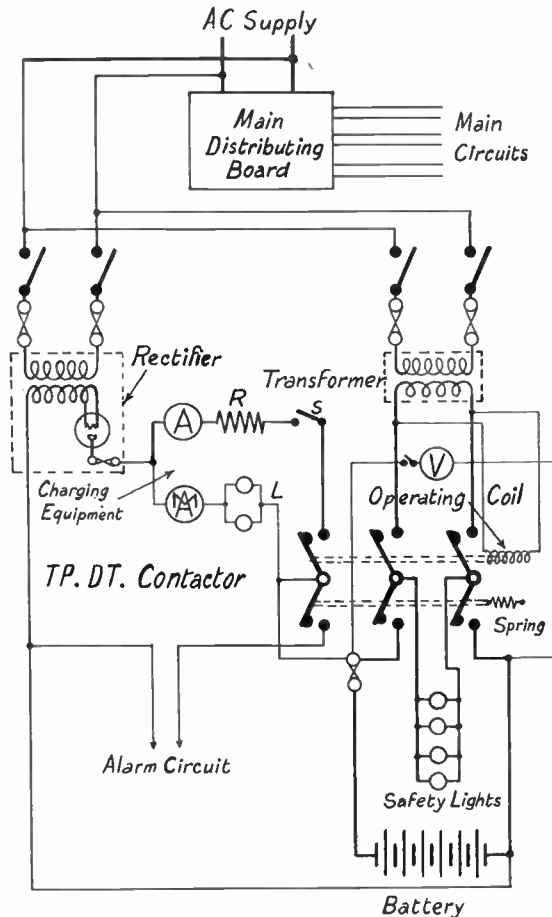 AC Supply
Main
Distributing
Board
Main
Circuits
Rectifier
Transformer
A
R
S
V
Charging
Equipment
MA
L
Operating Coil
TP. DT. Contactor
Spring
Alarm Circuit
Safety Lights
Battery